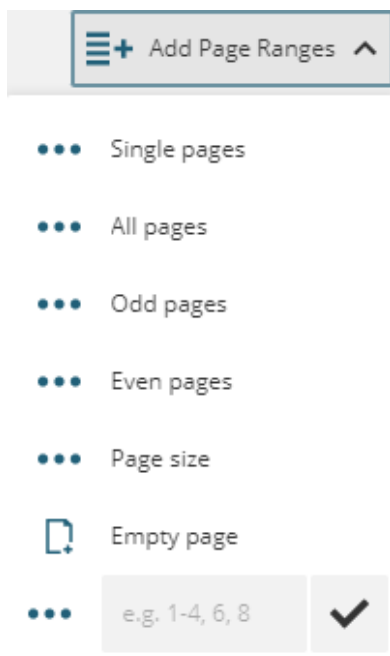 Add Page Ranges
Single pages
All pages
Odd pages
Even pages
Page size
Empty page
e.g. 1-4, 6, 8